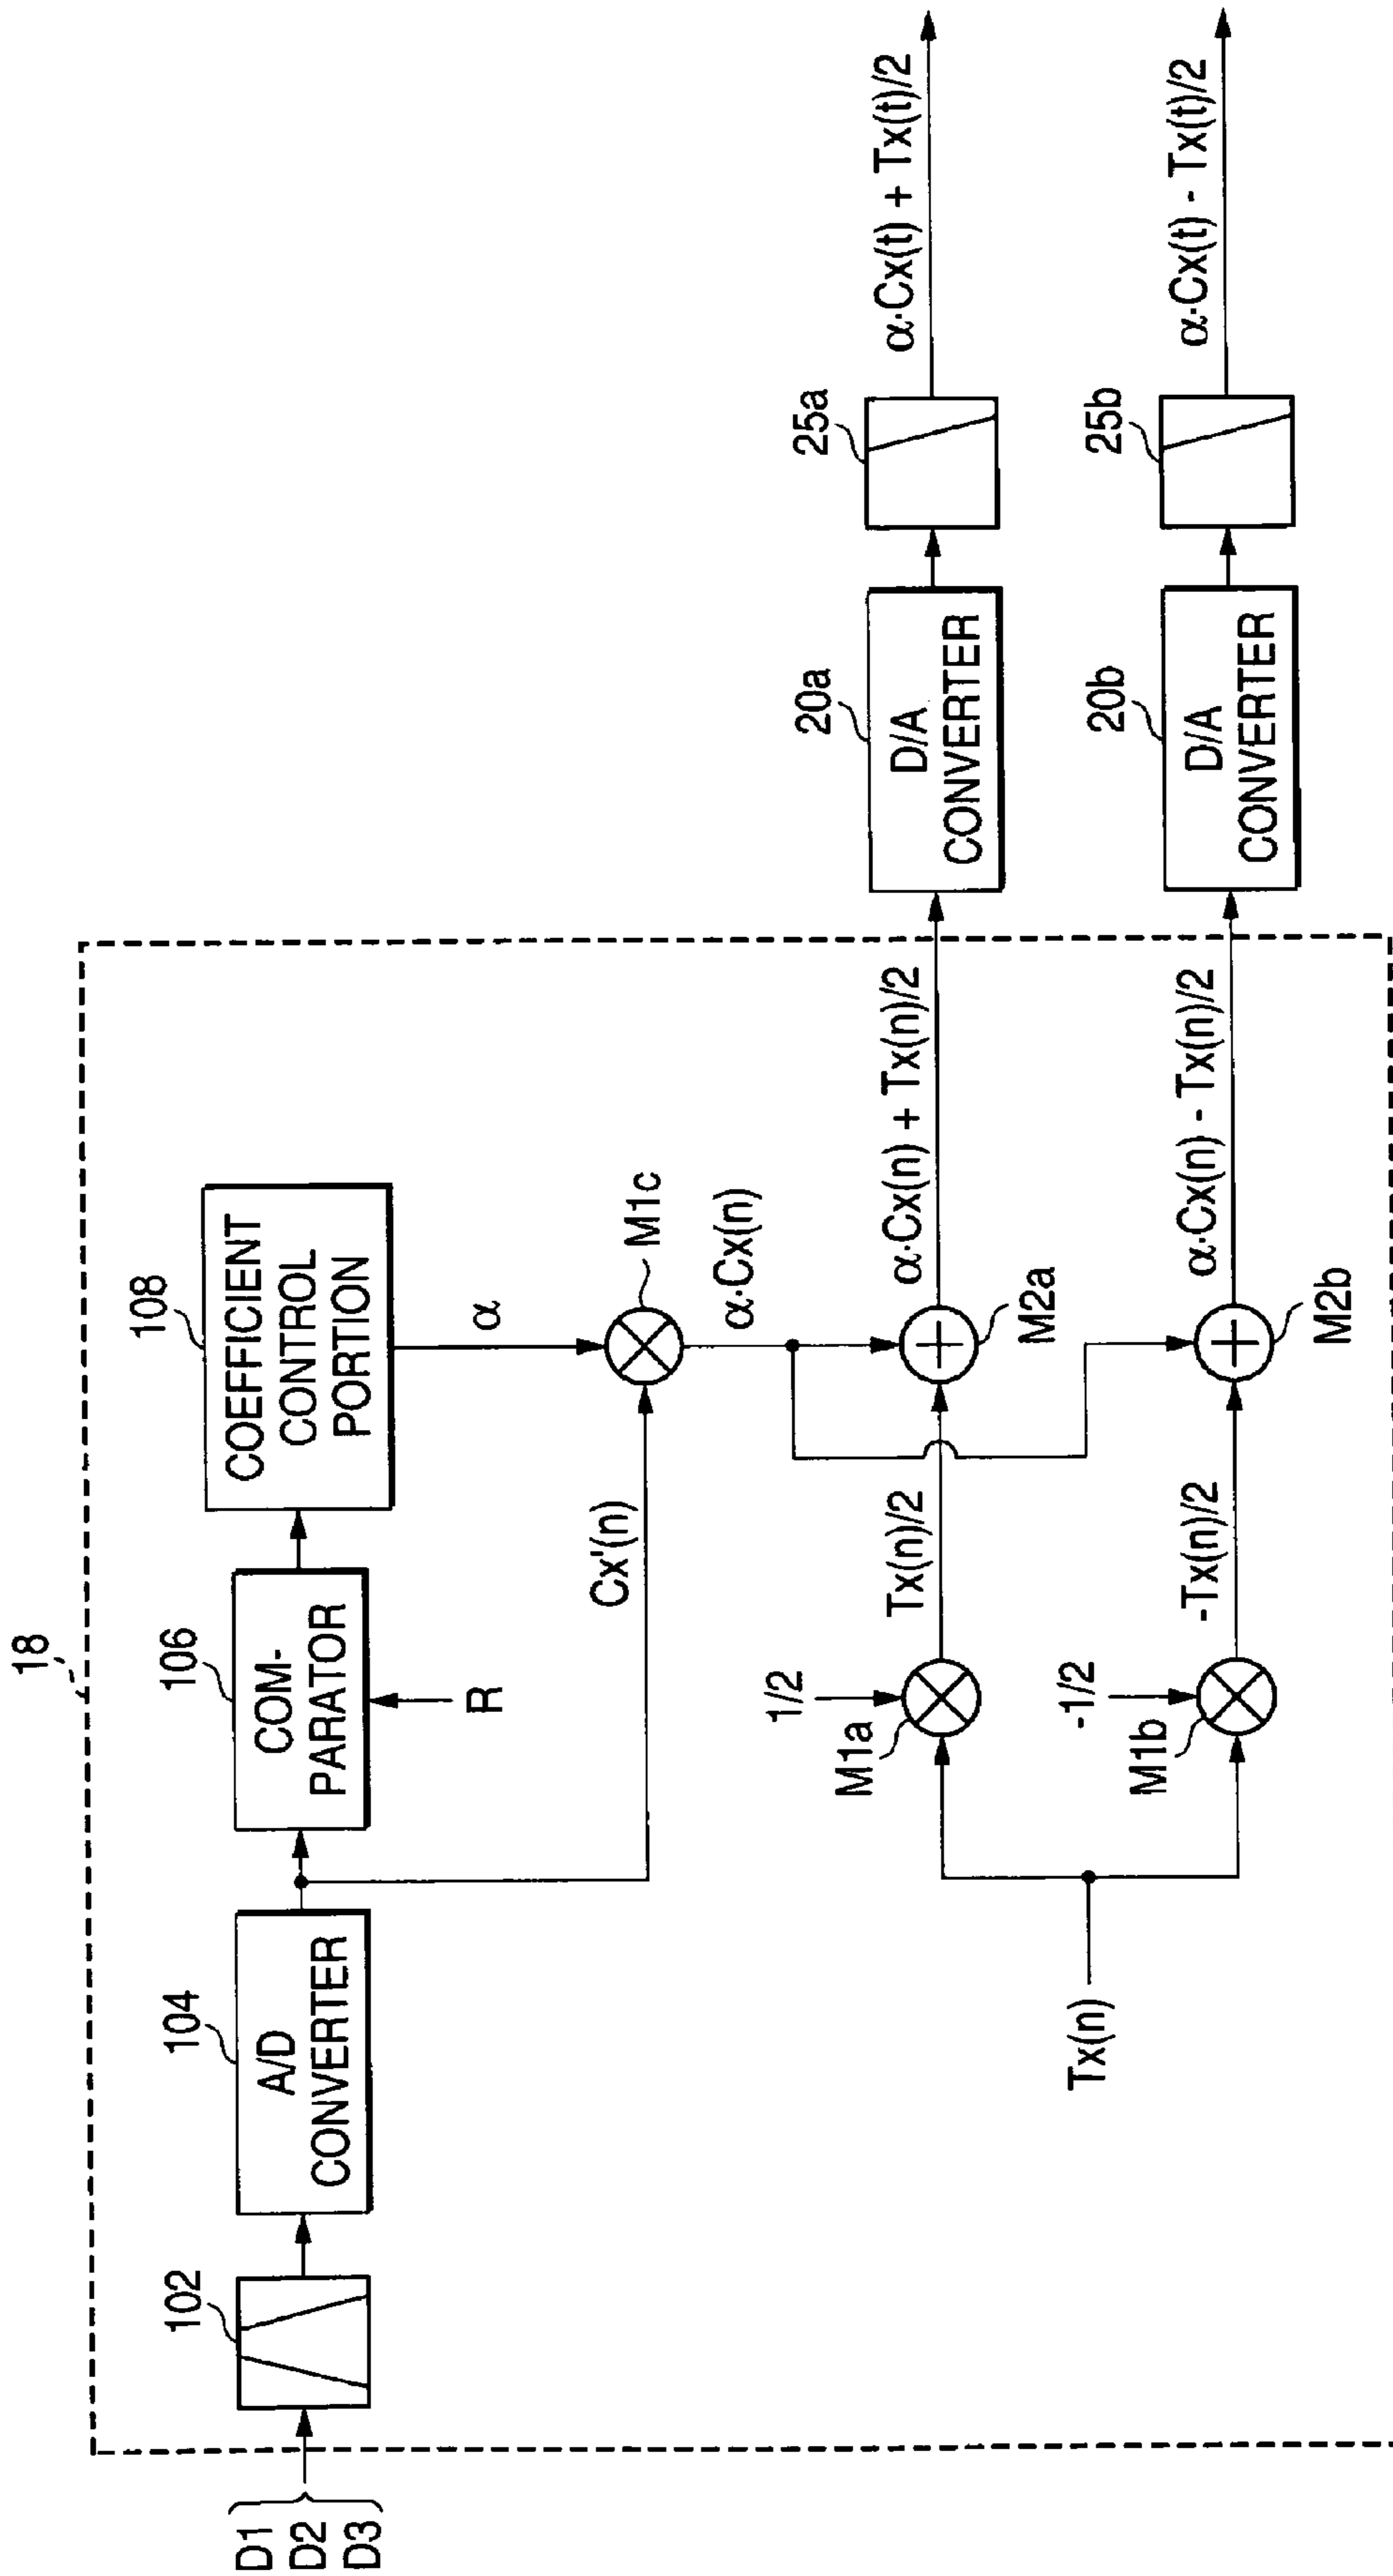 18
D1
D2
D3
102
104
A/D
CONVERTER
106
COM-
PARATOR
R
108
COEFFICIENT
CONTROL
PORTION
α
Cx'(n)
M1c
α·Cx(n)
Tx(n)
1/2
M1a
Tx(n)/2
M2a
α·Cx(n) + Tx(n)/2
20a
D/A
CONVERTER
25a
α·Cx(t) + Tx(t)/2
-1/2
M1b
-Tx(n)/2
M2b
α·Cx(n) - Tx(n)/2
20b
D/A
CONVERTER
25b
α·Cx(t) - Tx(t)/2